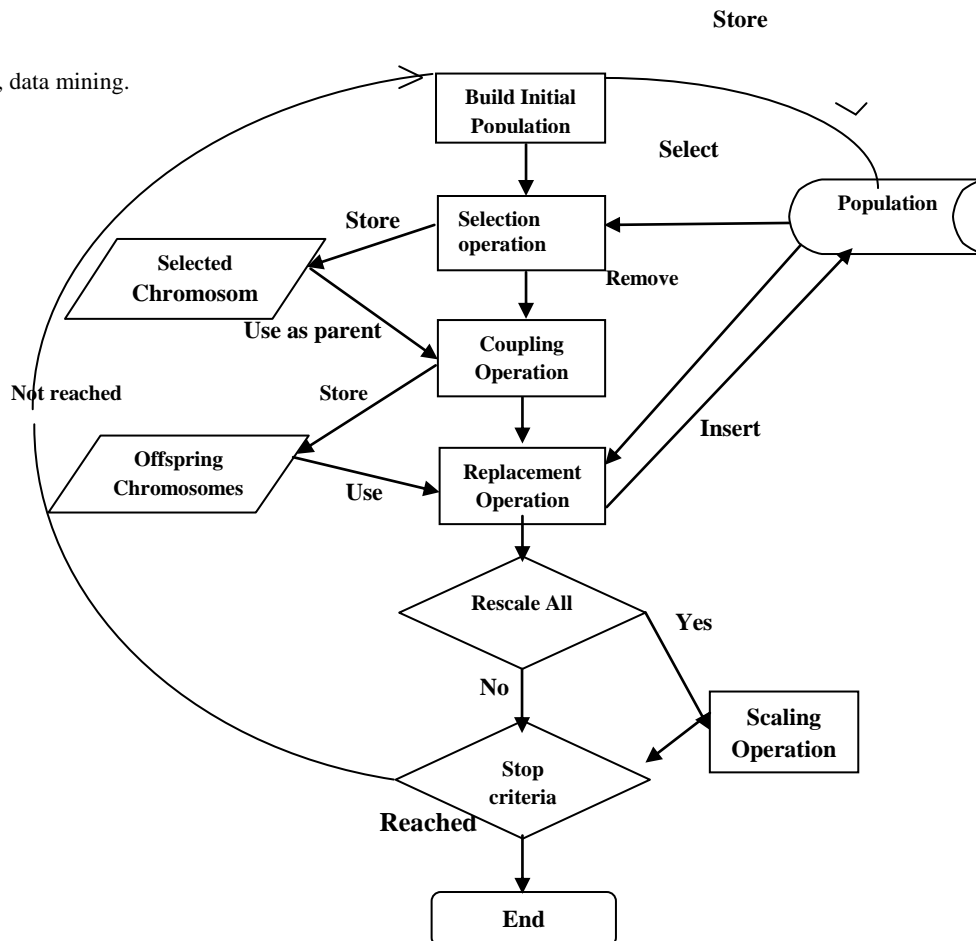 Store
, data mining.
Build Initial
Population
Select
Population
Store
Selection
operation
Selected
Chromosom
Remove
Use as parent
Coupling
Operation
Not reached
Store
Insert
Offspring
Chromosomes
Replacement
Operation
Use
Rescale All
Yes
No
Scaling
Operation
Stop
criteria
Reached
End